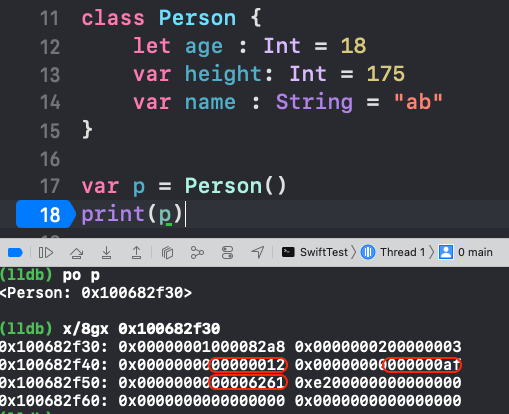 11 class Person {
12 let age : Int = 18
13 var height: Int = 175
14 var name : String = "ab"
15 }
16
17 var p = Person()
18 print(p)
SwiftTest Thread 1 0 main
(lldb) po p
<Person: 0x100682f30>
(lldb) x/8gx 0x100682f30
0x100682f30: 0x00000001000082a8 0x0000000200000003
0x100682f40: 0x0000000000000012 0x00000000000000af
0x100682f50: 0x0000000000006261 0xe200000000000000
0x100682f60: 0x0000000000000000 0x0000000000000000